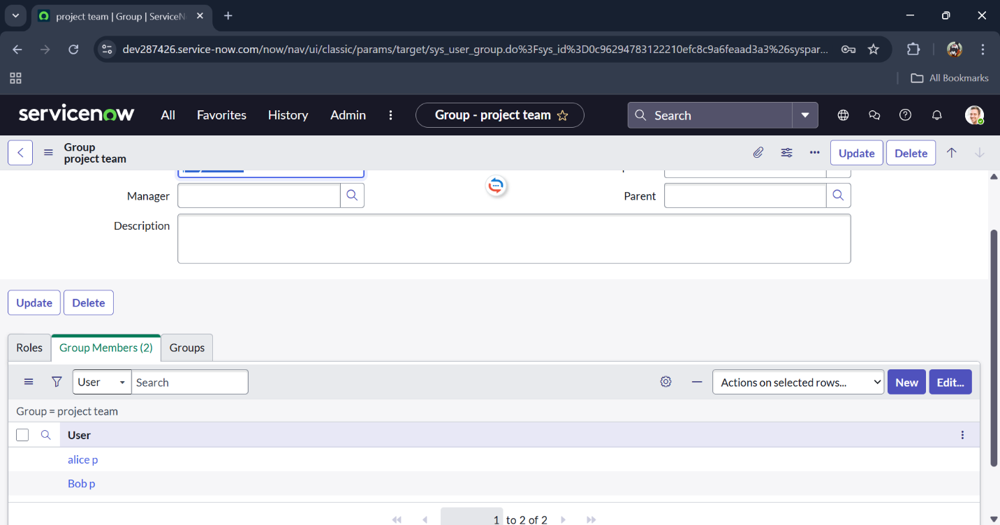 project team | Group | ServiceN
dev287426.service-now.com/now/nav/ui/classic/params/target/sys_user_group.do%3Fsys_id%3D0c96294783122210efc8c9a6feaad3a3%26syspar...
All Bookmarks
servicenow All Favorites History Admin Group - project team Search
Group
project team
Update Delete
Manager Parent
Description
Update Delete
Roles Group Members (2) Groups
User Search Actions on selected rows... New Edit...
Group = project team
User
alice p
Bob p
1 to 2 of 2